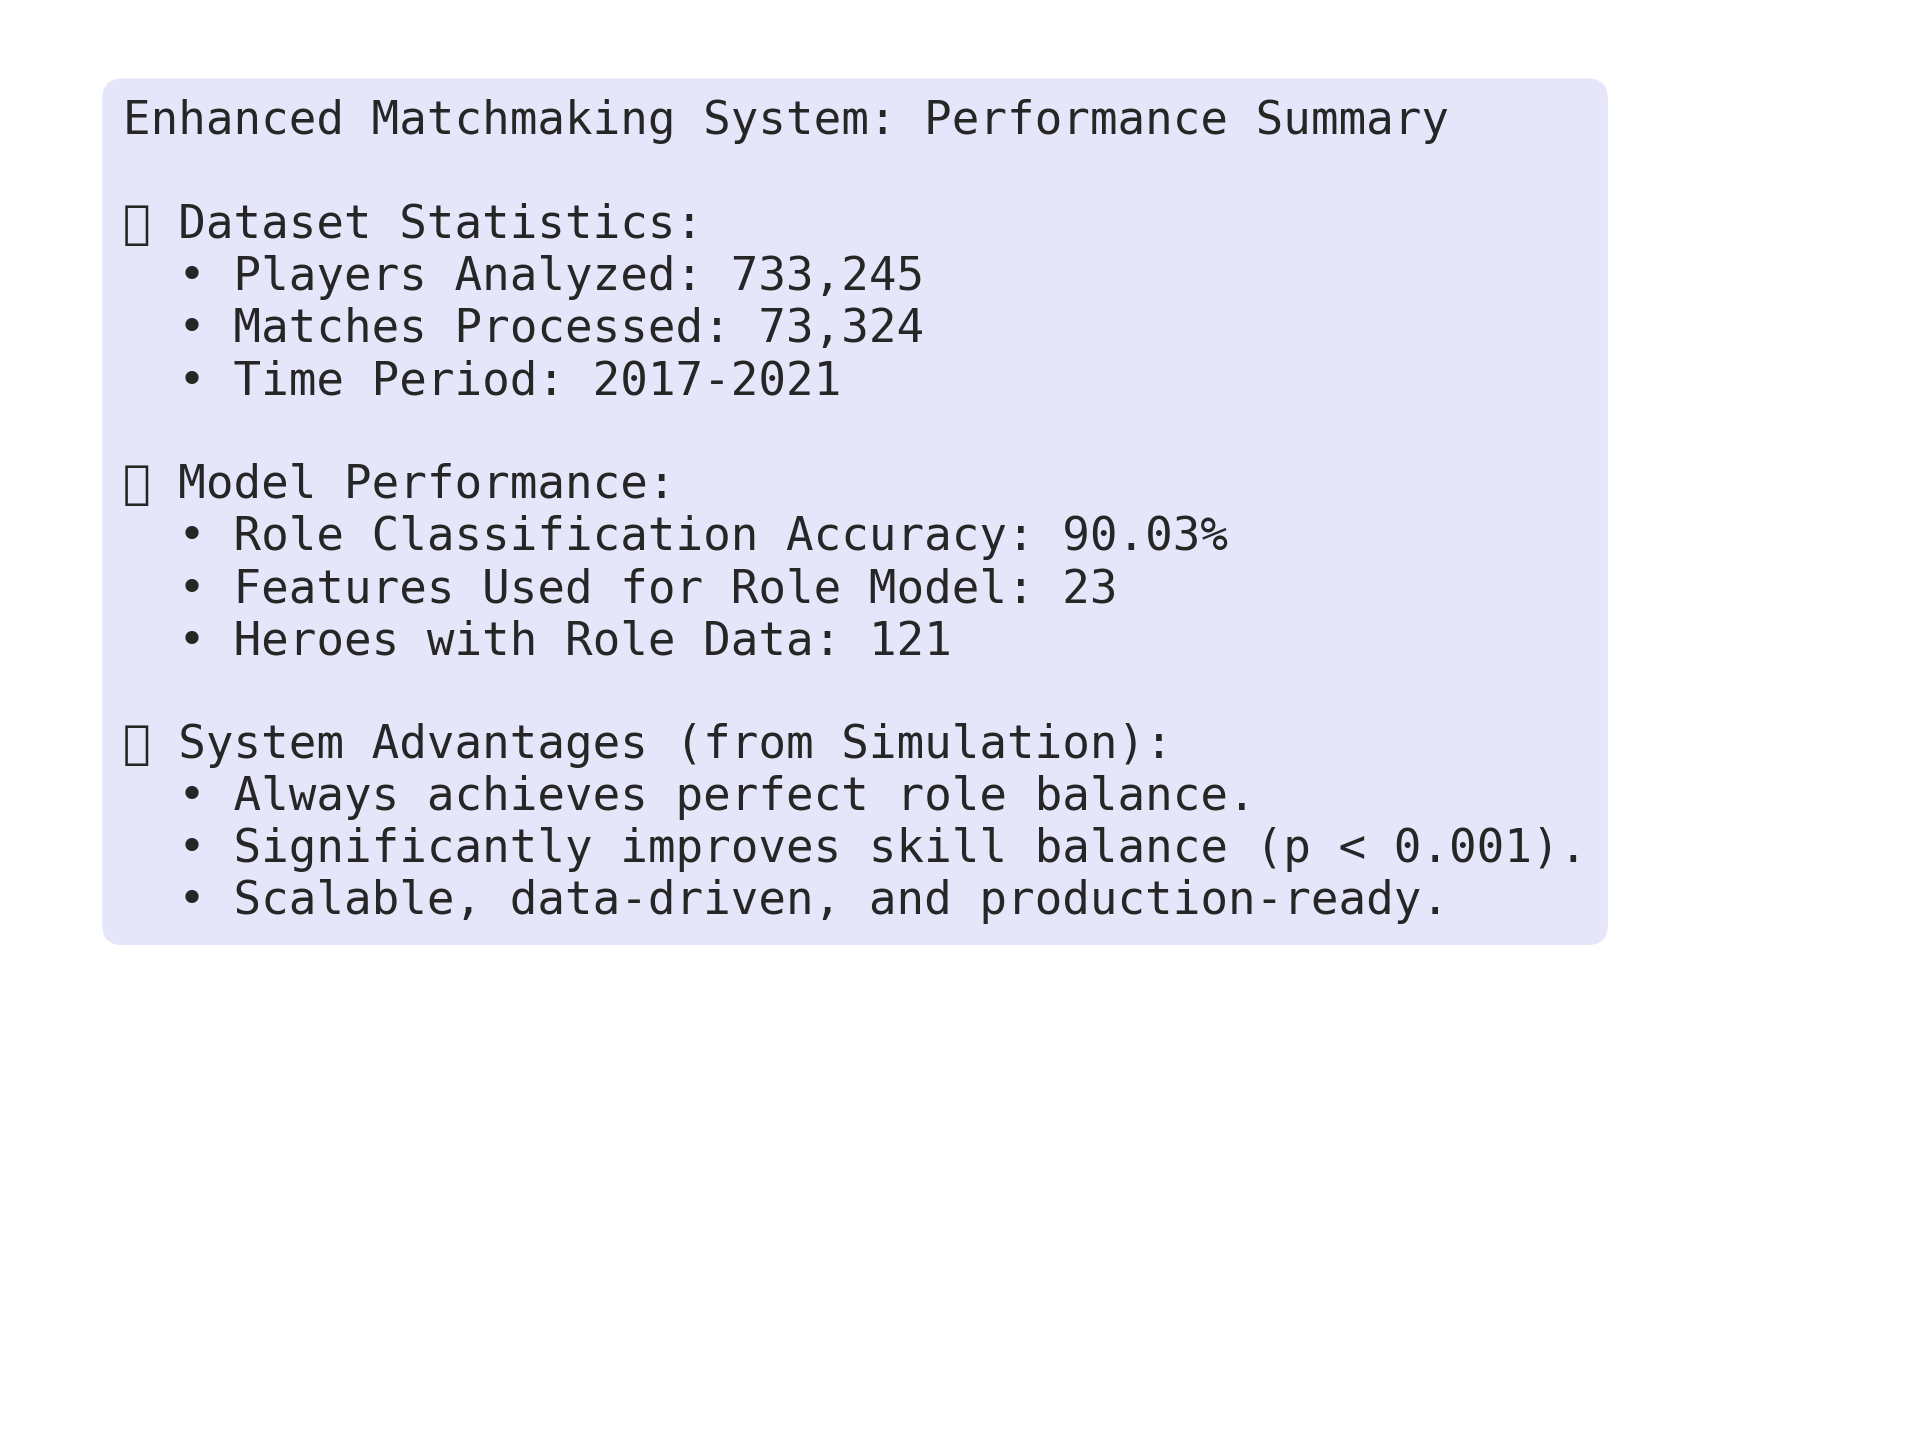 Enhanced Matchmaking System: Performance Summary
Dataset Statistics:
• Players Analyzed: 733,245
• Matches Processed: 73,324
• Time Period: 2017-2021
Model Performance:
• Role Classification Accuracy: 90.03%
• Features Used for Role Model: 23
• Heroes with Role Data: 121
System Advantages (from Simulation):
• Always achieves perfect role balance.
• Significantly improves skill balance (p < 0.001).
• Scalable, data-driven, and production-ready.